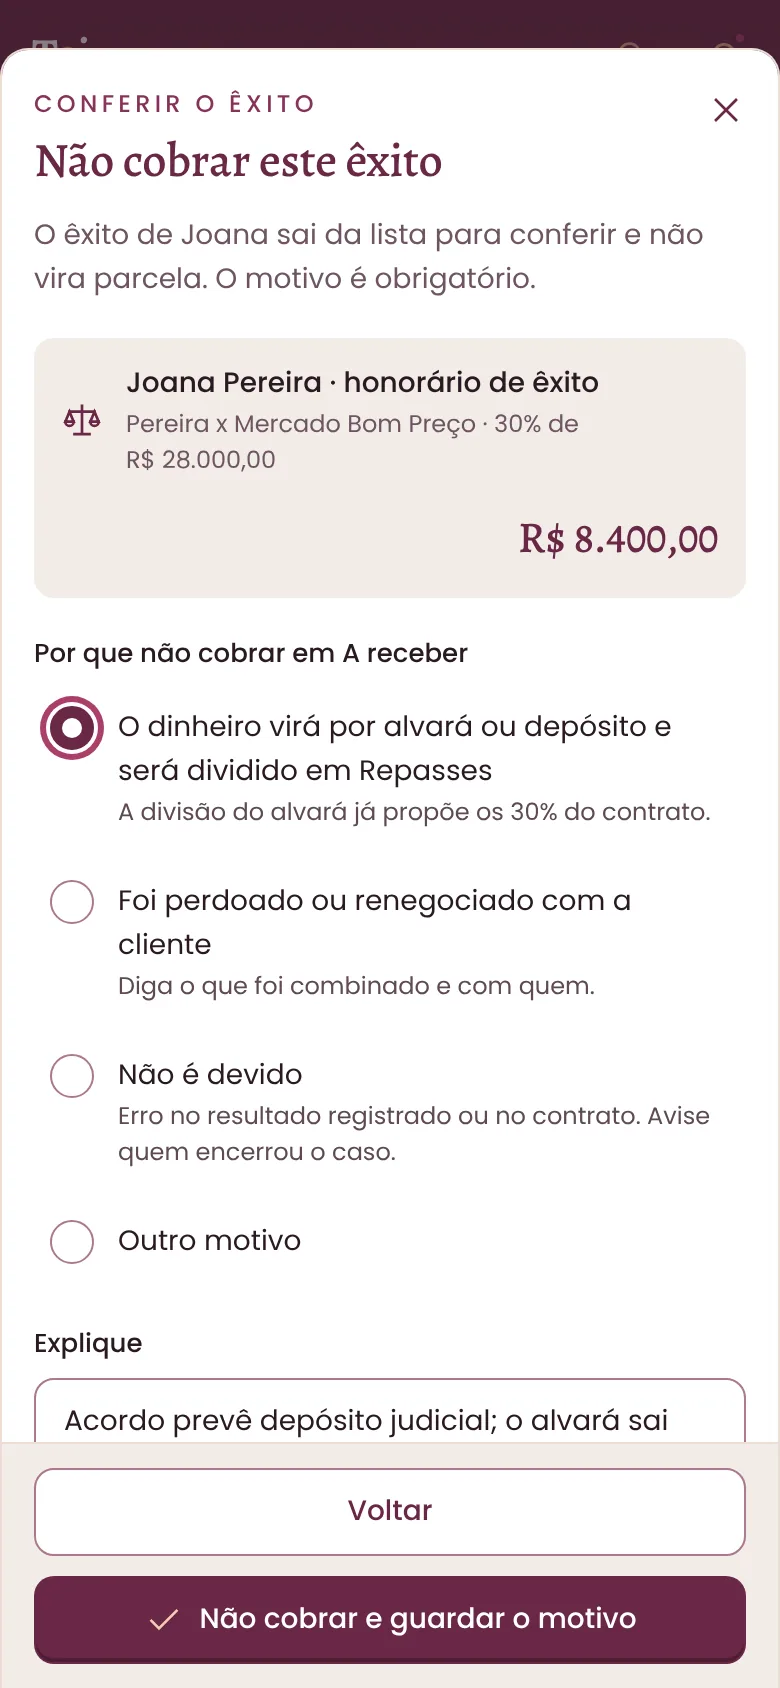 CONFERIR O ÊXITO
Não cobrar este êxito
O êxito de Joana sai da lista para conferir e não
vira parcela. O motivo é obrigatório.
Joana Pereira · honorário de êxito
Pereira x Mercado Bom Preço · 30% de
R$ 28.000,00
R$ 8.400,00
Por que não cobrar em A receber
O dinheiro virá por alvará ou depósito e
será dividido em Repasses
A divisão do alvará já propõe os 30% do contrato.
Foi perdoado ou renegociado com a
cliente
Diga o que foi combinado e com quem.
Não é devido
Erro no resultado registrado ou no contrato. Avise
quem encerrou o caso.
Outro motivo
Explique
Acordo prevê depósito judicial; o alvará sai
Voltar
Não cobrar e guardar o motivo